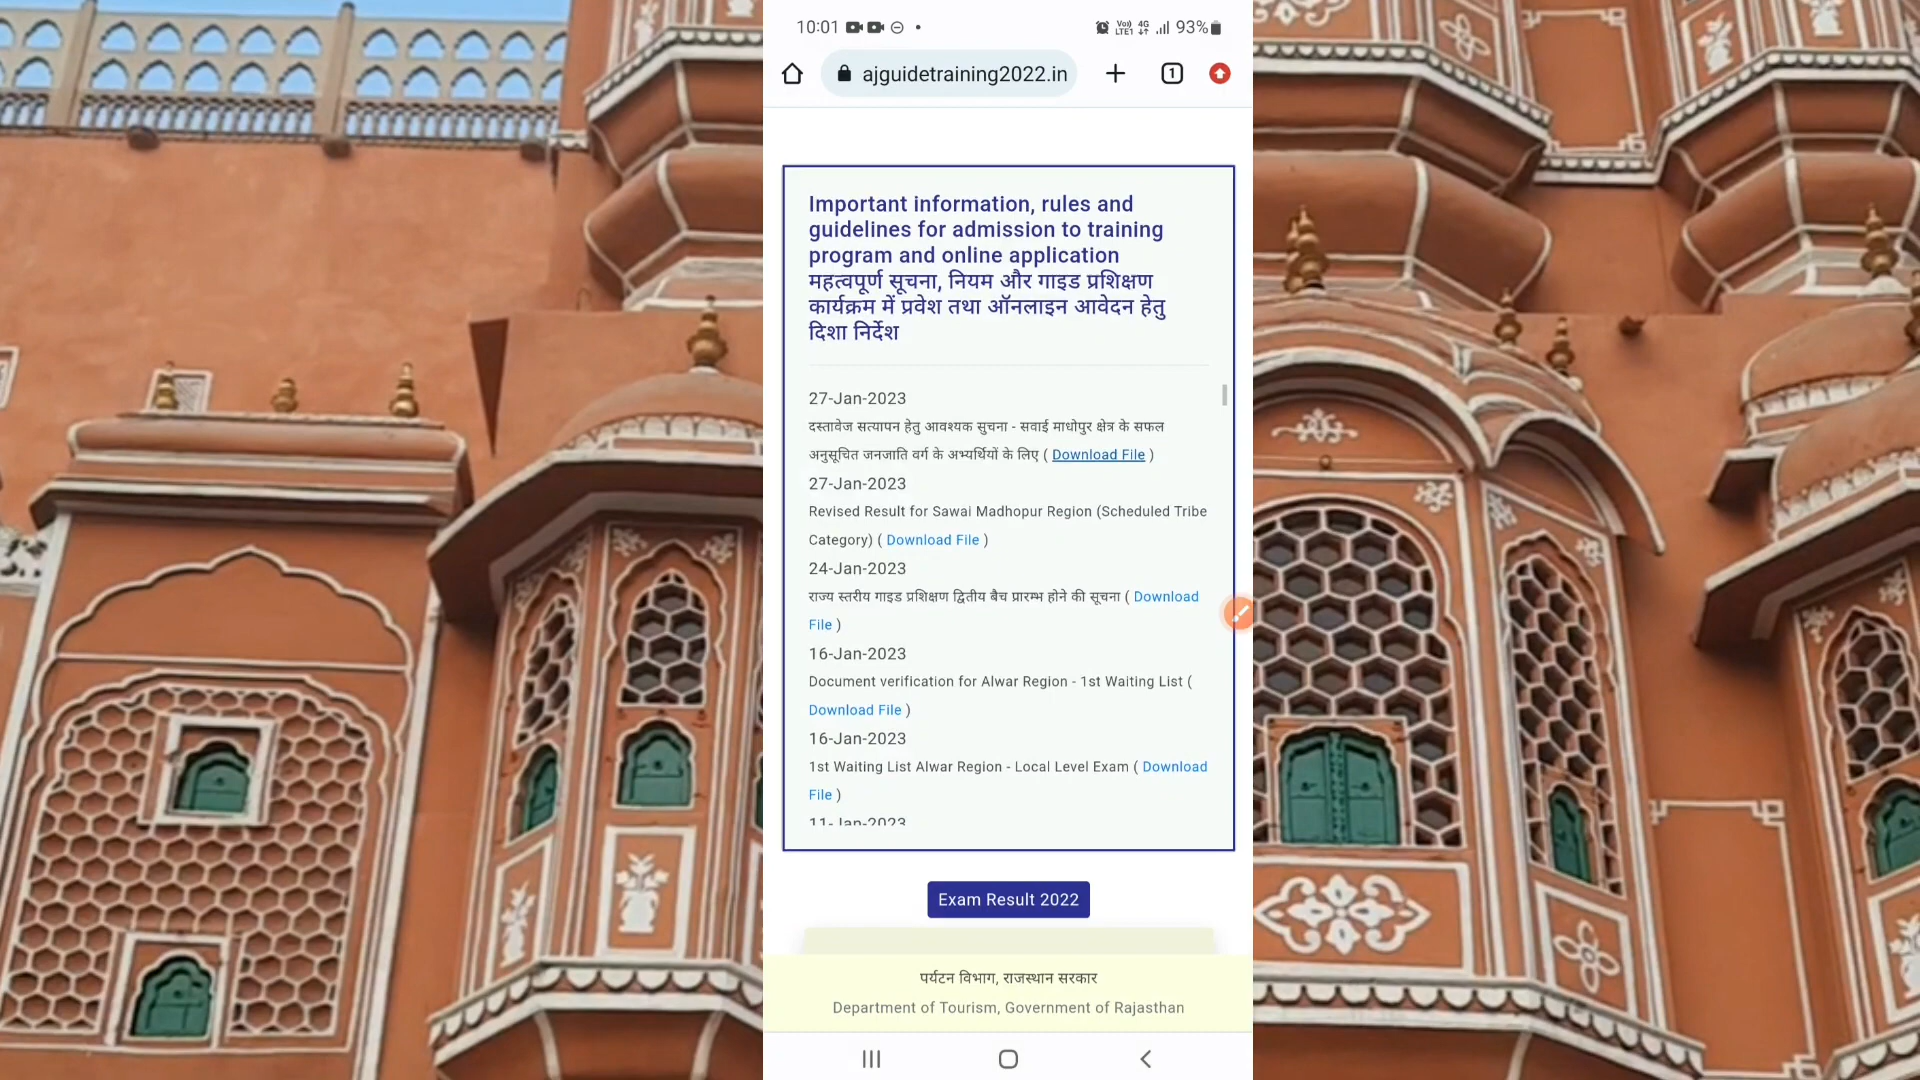 10:01
VoLTE1 4G 93%
ajguidetraining2022.in
1
Important information, rules and
guidelines for admission to training
program and online application
महत्वपूर्ण सूचना, नियम और गाइड प्रशिक्षण
कार्यक्रम में प्रवेश तथा ऑनलाइन आवेदन हेतु
दिशा निर्देश
27-Jan-2023
दस्तावेज सत्यापन हेतु आवश्यक सुचना - सवाई माधोपुर क्षेत्र के सफल
अनुसूचित जनजाति वर्ग के अभ्यर्थियों के लिए ( Download File )
27-Jan-2023
Revised Result for Sawai Madhopur Region (Scheduled Tribe
Category) ( Download File )
24-Jan-2023
राज्य स्तरीय गाइड प्रशिक्षण द्वितीय बैच प्रारम्भ होने की सूचना ( Download
File )
16-Jan-2023
Document verification for Alwar Region - 1st Waiting List (
Download File )
16-Jan-2023
1st Waiting List Alwar Region - Local Level Exam ( Download
File )
11-Jan-2023
Exam Result 2022
पर्यटन विभाग, राजस्थान सरकार
Department of Tourism, Government of Rajasthan